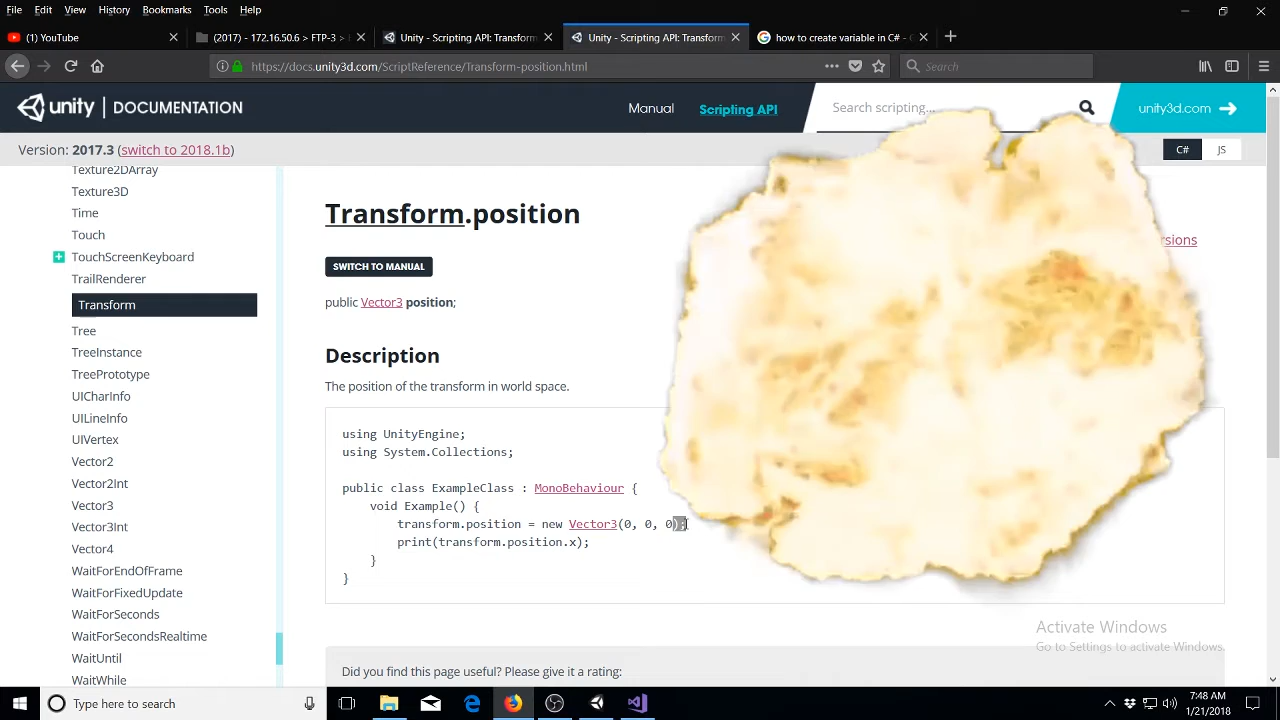 File Edit View History Bookmarks Tools Help
(1) YouTube
(2017) - 172.16.50.6 > FTP-3 >
Unity - Scripting API: Transform
Unity - Scripting API: Transform
how to create variable in C# - G
https://docs.unity3d.com/ScriptReference/Transform-position.html
Search
unity | DOCUMENTATION
Manual
Scripting API
Search scripting...
unity3d.com
Version: 2017.3 (switch to 2018.1b)
C#
JS
Texture2DArray
Texture3D
Time
Touch
TouchScreenKeyboard
TrailRenderer
Transform
Tree
TreeInstance
TreePrototype
UICharInfo
UILineInfo
UIVertex
Vector2
Vector2Int
Vector3
Vector3Int
Vector4
WaitForEndOfFrame
WaitForFixedUpdate
WaitForSeconds
WaitForSecondsRealtime
WaitUntil
WaitWhile
Transform.position
SWITCH TO MANUAL
public Vector3 position;
Description
The position of the transform in world space.
using UnityEngine;
using System.Collections;
public class ExampleClass : MonoBehaviour {
void Example() {
transform.position = new Vector3(0, 0, 0);
print(transform.position.x);
}
}
Did you find this page useful? Please give it a rating:
Activate Windows
Go to Settings to activate Windows.
Type here to search
7:48 AM
1/21/2018